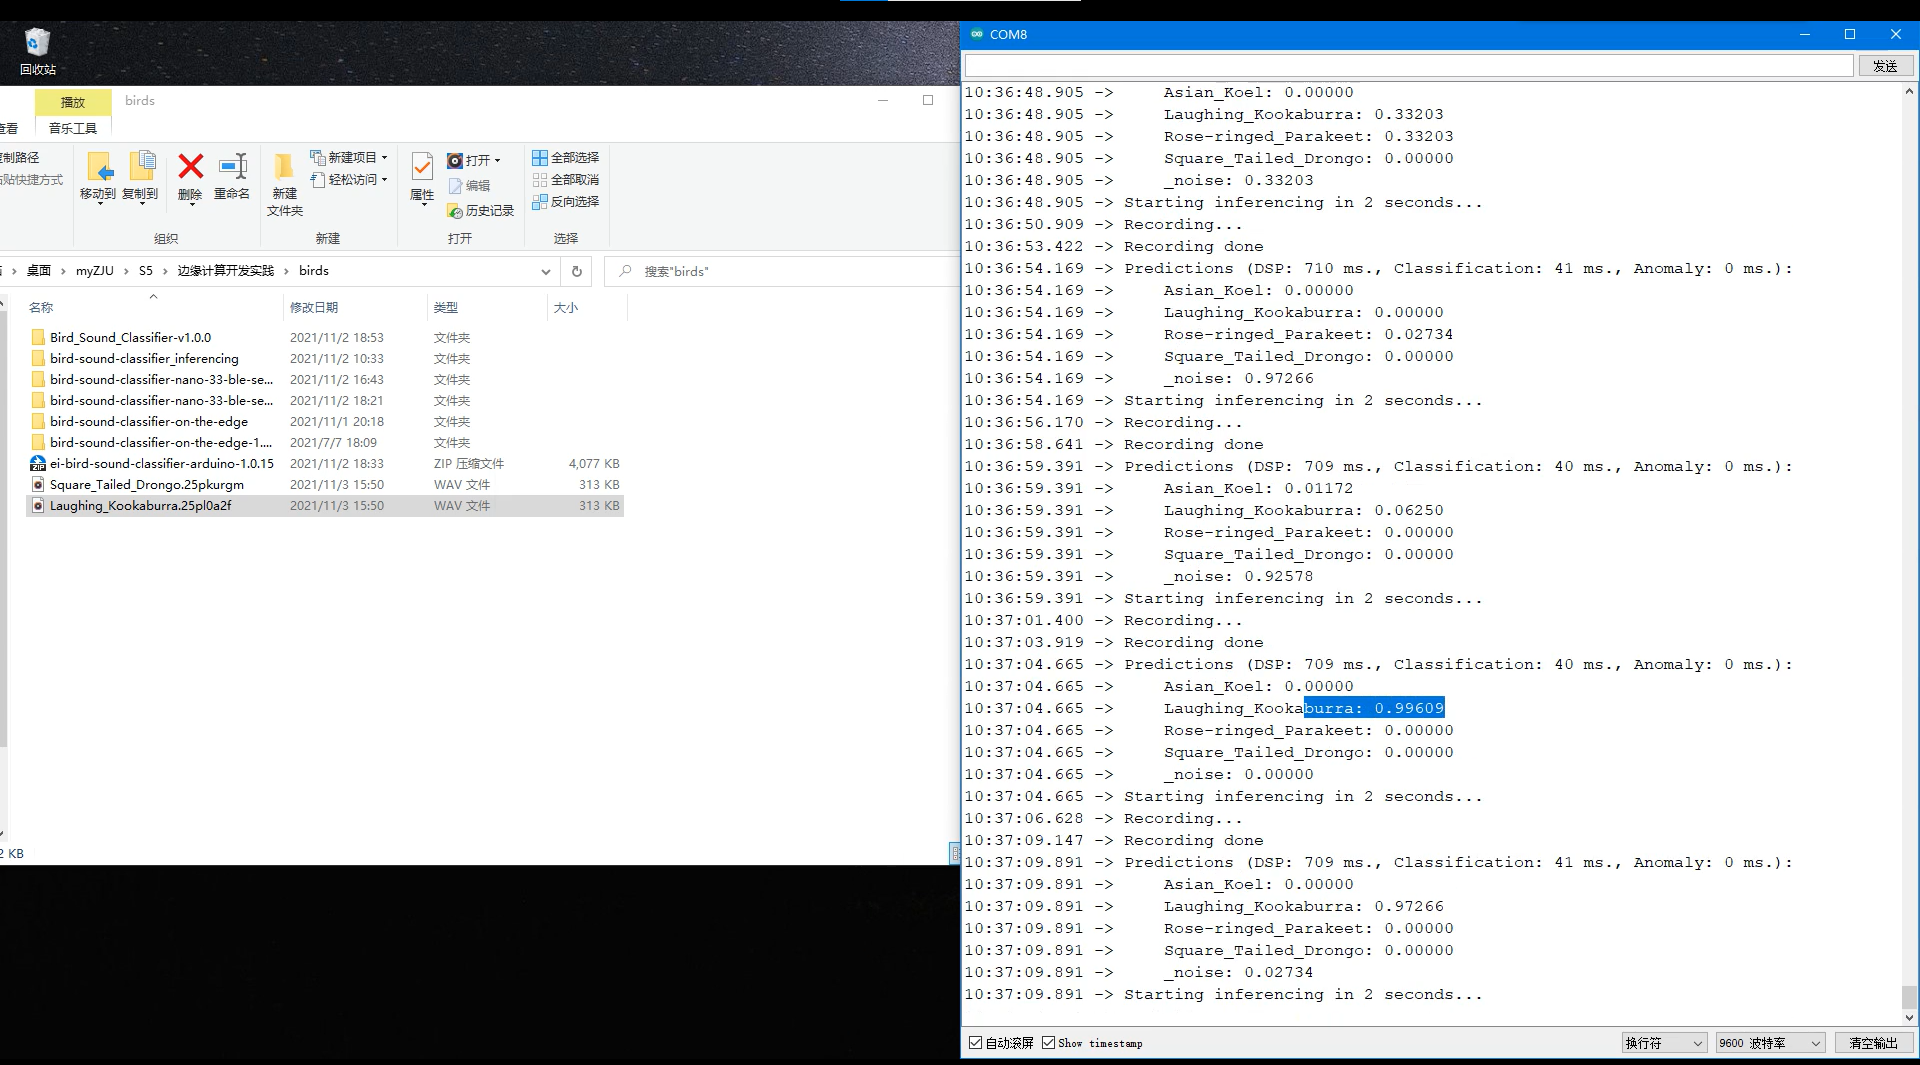 回收站
播放
birds
查看
音乐工具
复制路径
粘贴快捷方式
移动到
复制到
删除
重命名
新建
文件夹
新建项目
轻松访问
属性
打开
编辑
历史记录
全部选择
全部取消
反向选择
组织
新建
打开
选择
桌面 › myZJU › S5 › 边缘计算开发实践 › birds
搜索"birds"
名称 修改日期 类型 大小
Bird_Sound_Classifier-v1.0.0 2021/11/2 18:53 文件夹
bird-sound-classifier_inferencing 2021/11/2 10:33 文件夹
bird-sound-classifier-nano-33-ble-se... 2021/11/2 16:43 文件夹
bird-sound-classifier-nano-33-ble-se... 2021/11/2 18:21 文件夹
bird-sound-classifier-on-the-edge 2021/11/1 20:18 文件夹
bird-sound-classifier-on-the-edge-1.... 2021/7/7 18:09 文件夹
ZIP ei-bird-sound-classifier-arduino-1.0.15 2021/11/2 18:33 ZIP 压缩文件 4,077 KB
Square_Tailed_Drongo.25pkurgm 2021/11/3 15:50 WAV 文件 313 KB
Laughing_Kookaburra.25pl0a2f 2021/11/3 15:50 WAV 文件 313 KB
2 KB
COM8
发送
10:36:48.905 -> Asian_Koel: 0.00000
10:36:48.905 -> Laughing_Kookaburra: 0.33203
10:36:48.905 -> Rose-ringed_Parakeet: 0.33203
10:36:48.905 -> Square_Tailed_Drongo: 0.00000
10:36:48.905 -> _noise: 0.33203
10:36:48.905 -> Starting inferencing in 2 seconds...
10:36:50.909 -> Recording...
10:36:53.422 -> Recording done
10:36:54.169 -> Predictions (DSP: 710 ms., Classification: 41 ms., Anomaly: 0 ms.):
10:36:54.169 -> Asian_Koel: 0.00000
10:36:54.169 -> Laughing_Kookaburra: 0.00000
10:36:54.169 -> Rose-ringed_Parakeet: 0.02734
10:36:54.169 -> Square_Tailed_Drongo: 0.00000
10:36:54.169 -> _noise: 0.97266
10:36:54.169 -> Starting inferencing in 2 seconds...
10:36:56.170 -> Recording...
10:36:58.641 -> Recording done
10:36:59.391 -> Predictions (DSP: 709 ms., Classification: 40 ms., Anomaly: 0 ms.):
10:36:59.391 -> Asian_Koel: 0.01172
10:36:59.391 -> Laughing_Kookaburra: 0.06250
10:36:59.391 -> Rose-ringed_Parakeet: 0.00000
10:36:59.391 -> Square_Tailed_Drongo: 0.00000
10:36:59.391 -> _noise: 0.92578
10:36:59.391 -> Starting inferencing in 2 seconds...
10:37:01.400 -> Recording...
10:37:03.919 -> Recording done
10:37:04.665 -> Predictions (DSP: 709 ms., Classification: 40 ms., Anomaly: 0 ms.):
10:37:04.665 -> Asian_Koel: 0.00000
10:37:04.665 -> Laughing_Kookaburra: 0.99609
10:37:04.665 -> Rose-ringed_Parakeet: 0.00000
10:37:04.665 -> Square_Tailed_Drongo: 0.00000
10:37:04.665 -> _noise: 0.00000
10:37:04.665 -> Starting inferencing in 2 seconds...
10:37:06.628 -> Recording...
10:37:09.147 -> Recording done
10:37:09.891 -> Predictions (DSP: 709 ms., Classification: 41 ms., Anomaly: 0 ms.):
10:37:09.891 -> Asian_Koel: 0.00000
10:37:09.891 -> Laughing_Kookaburra: 0.97266
10:37:09.891 -> Rose-ringed_Parakeet: 0.00000
10:37:09.891 -> Square_Tailed_Drongo: 0.00000
10:37:09.891 -> _noise: 0.02734
10:37:09.891 -> Starting inferencing in 2 seconds...
自动滚屏 Show timestamp 换行符 9600 波特率 清空输出